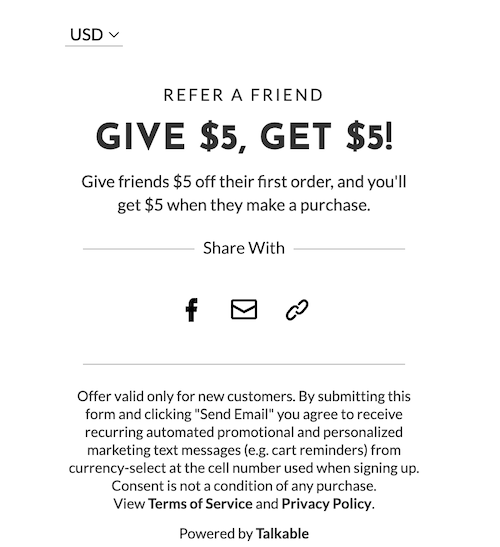 USD
REFER A FRIEND
GIVE $5, GET $5!
Give friends $5 off their first order, and you'll
get $5 when they make a purchase.
Share With
Offer valid only for new customers. By submitting this
form and clicking "Send Email" you agree to receive
recurring automated promotional and personalized
marketing text messages (e.g. cart reminders) from
currency-select at the cell number used when signing up.
Consent is not a condition of any purchase.
View Terms of Service and Privacy Policy.
Powered by Talkable